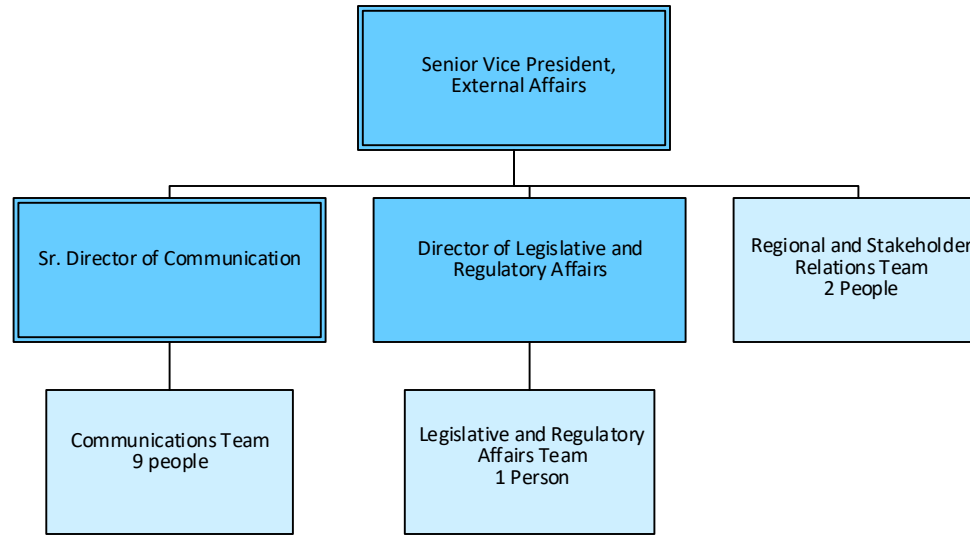 Senior Vice President,
External Affairs
Sr. Director of Communication
Director of Legislative and
Regulatory Affairs
Regional and Stakeholder
Relations Team
2 People
Communications Team
9 people
Legislative and Regulatory
Affairs Team
1 Person